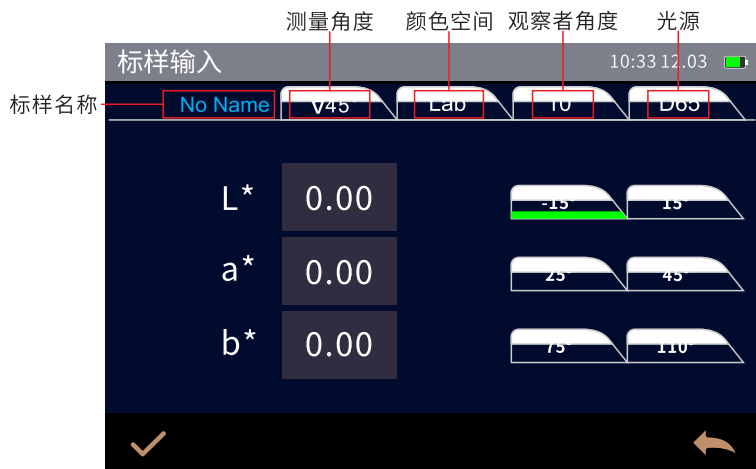 测量角度 颜色空间 观察者角度 光源
标样输入 10:33 12.03
标样名称 No Name V45° Lab 10° D65
L* 0.00 -15° 15°
a* 0.00 25° 45°
b* 0.00 75° 110°